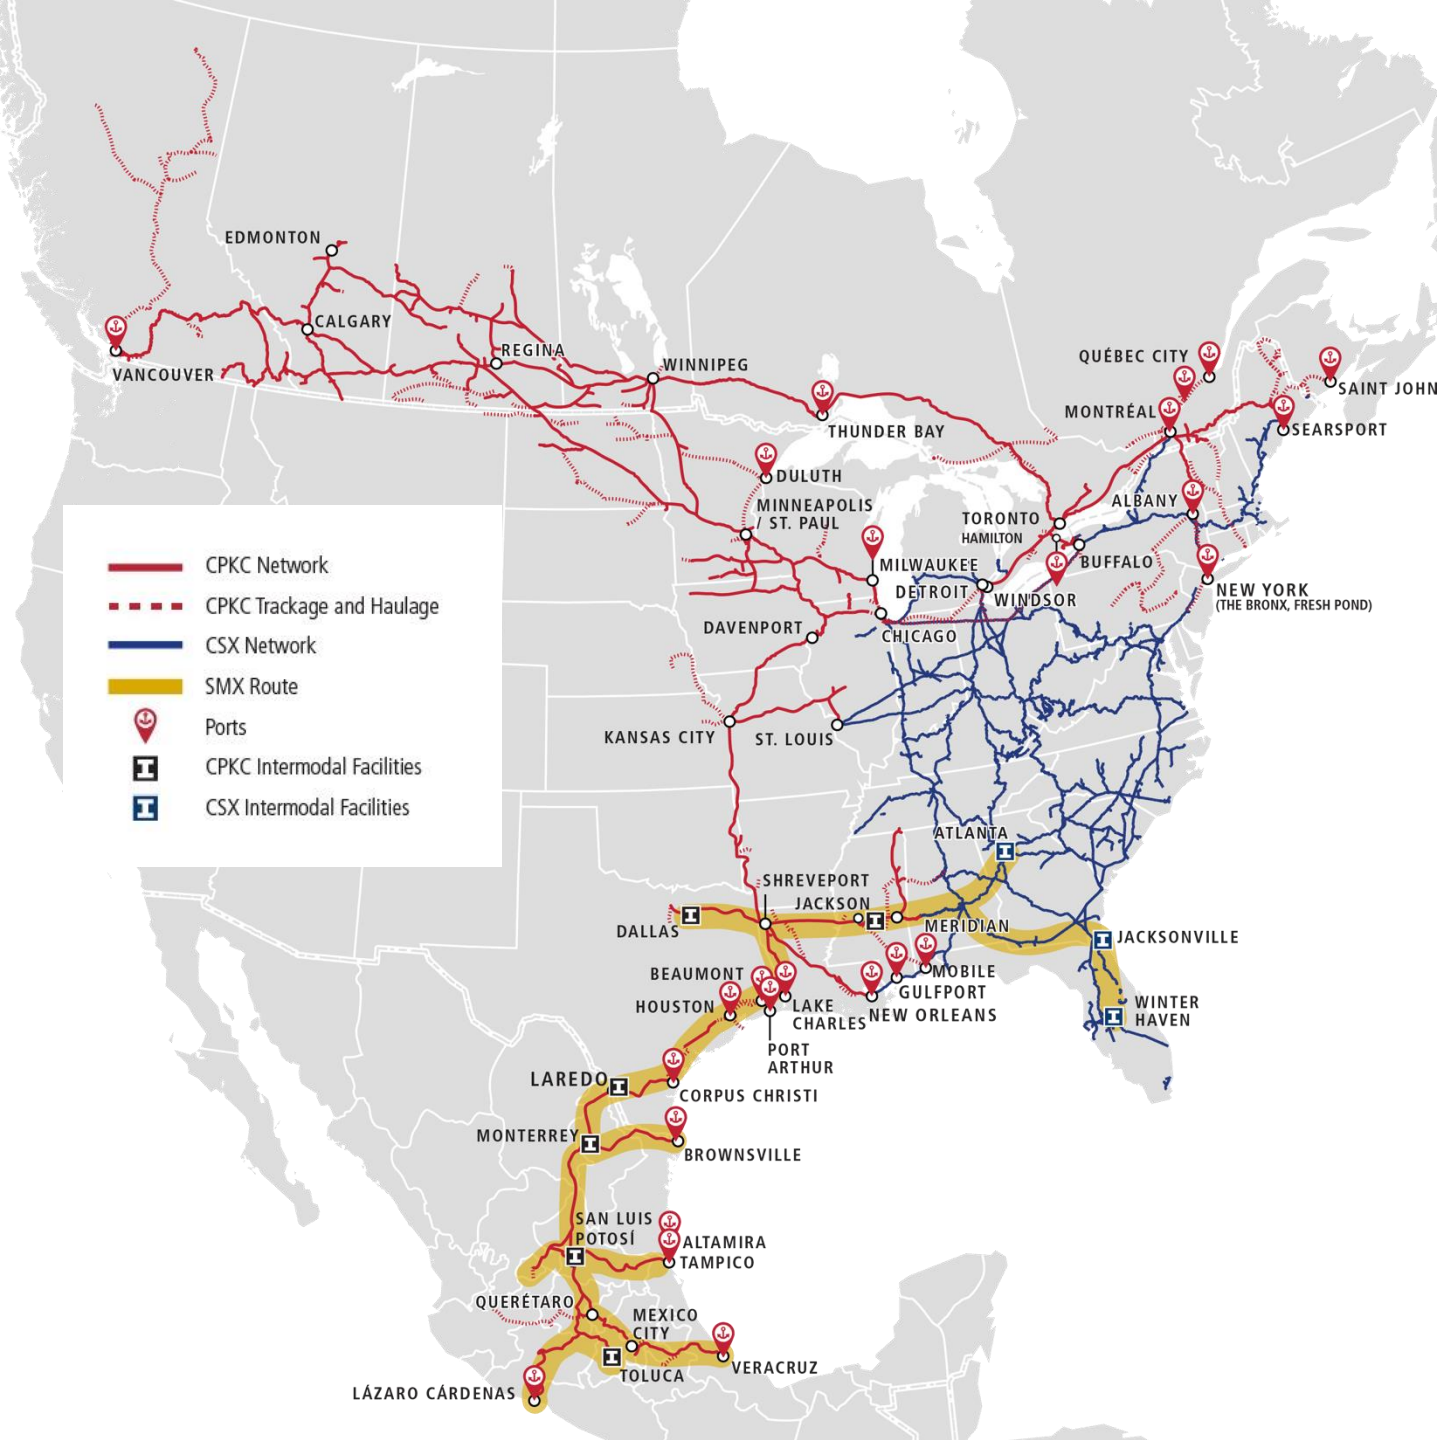 EDMONTON
CALGARY
REGINA
WINNIPEG
VANCOUVER
THUNDER BAY
QUÉBEC CITY
SAINT JOHN
MONTRÉAL
SEARSPORT
DULUTH
MINNEAPOLIS
/ ST. PAUL
ALBANY
TORONTO
HAMILTON
BUFFALO
MILWAUKEE
DETROIT
WINDSOR
NEW YORK
(THE BRONX, FRESH POND)
DAVENPORT
CHICAGO
KANSAS CITY
ST. LOUIS
CPKC Network
CPKC Trackage and Haulage
CSX Network
SMX Route
Ports
CPKC Intermodal Facilities
CSX Intermodal Facilities
ATLANTA
SHREVEPORT
JACKSON
DALLAS
MERIDIAN
JACKSONVILLE
BEAUMONT
MOBILE
HOUSTON
GULFPORT
LAKE
CHARLES
NEW ORLEANS
WINTER
HAVEN
PORT
ARTHUR
LAREDO
CORPUS CHRISTI
MONTERREY
BROWNSVILLE
SAN LUIS
POTOSÍ
ALTAMIRA
TAMPICO
QUERÉTARO
MEXICO
CITY
TOLUCA
VERACRUZ
LÁZARO CÁRDENAS